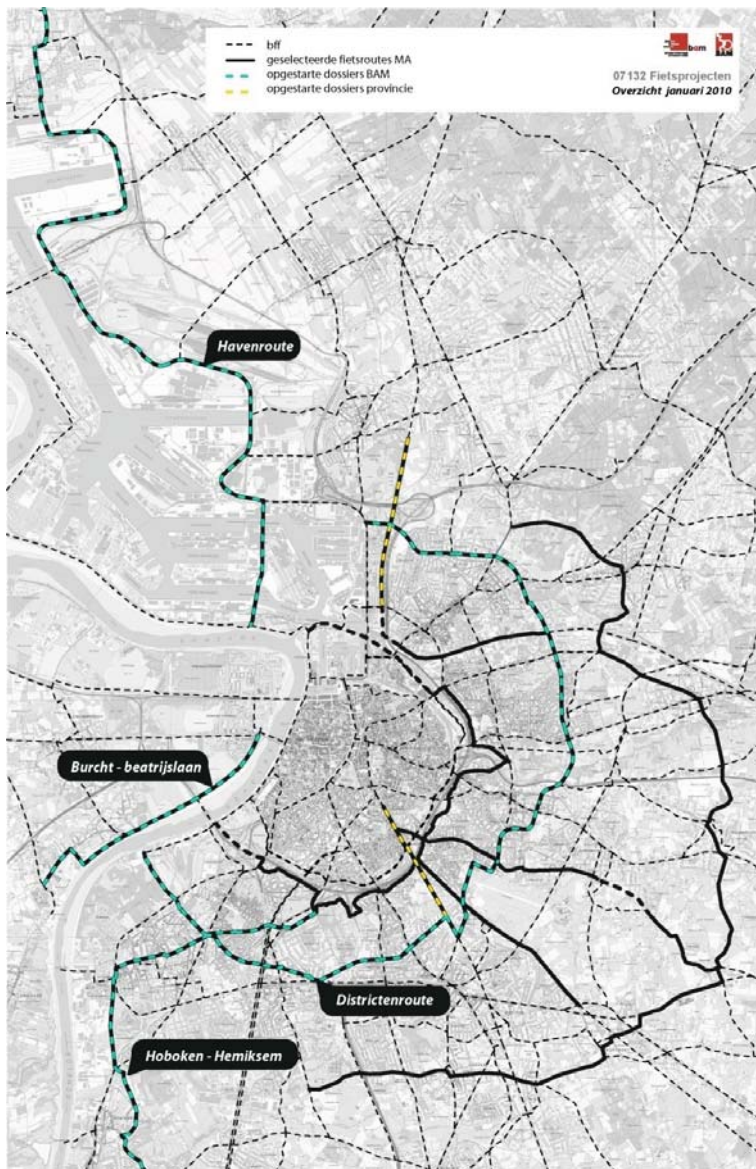 bff
geselecteerde fietsroutes MA
opgestarte dossiers BAM
opgestarte dossiers provincie
bam
07132 Fietsprojecten
Overzicht januari 2010
Havenroute
Burcht - beatrijslaan
Districtenroute
Hoboken - Hemiksem